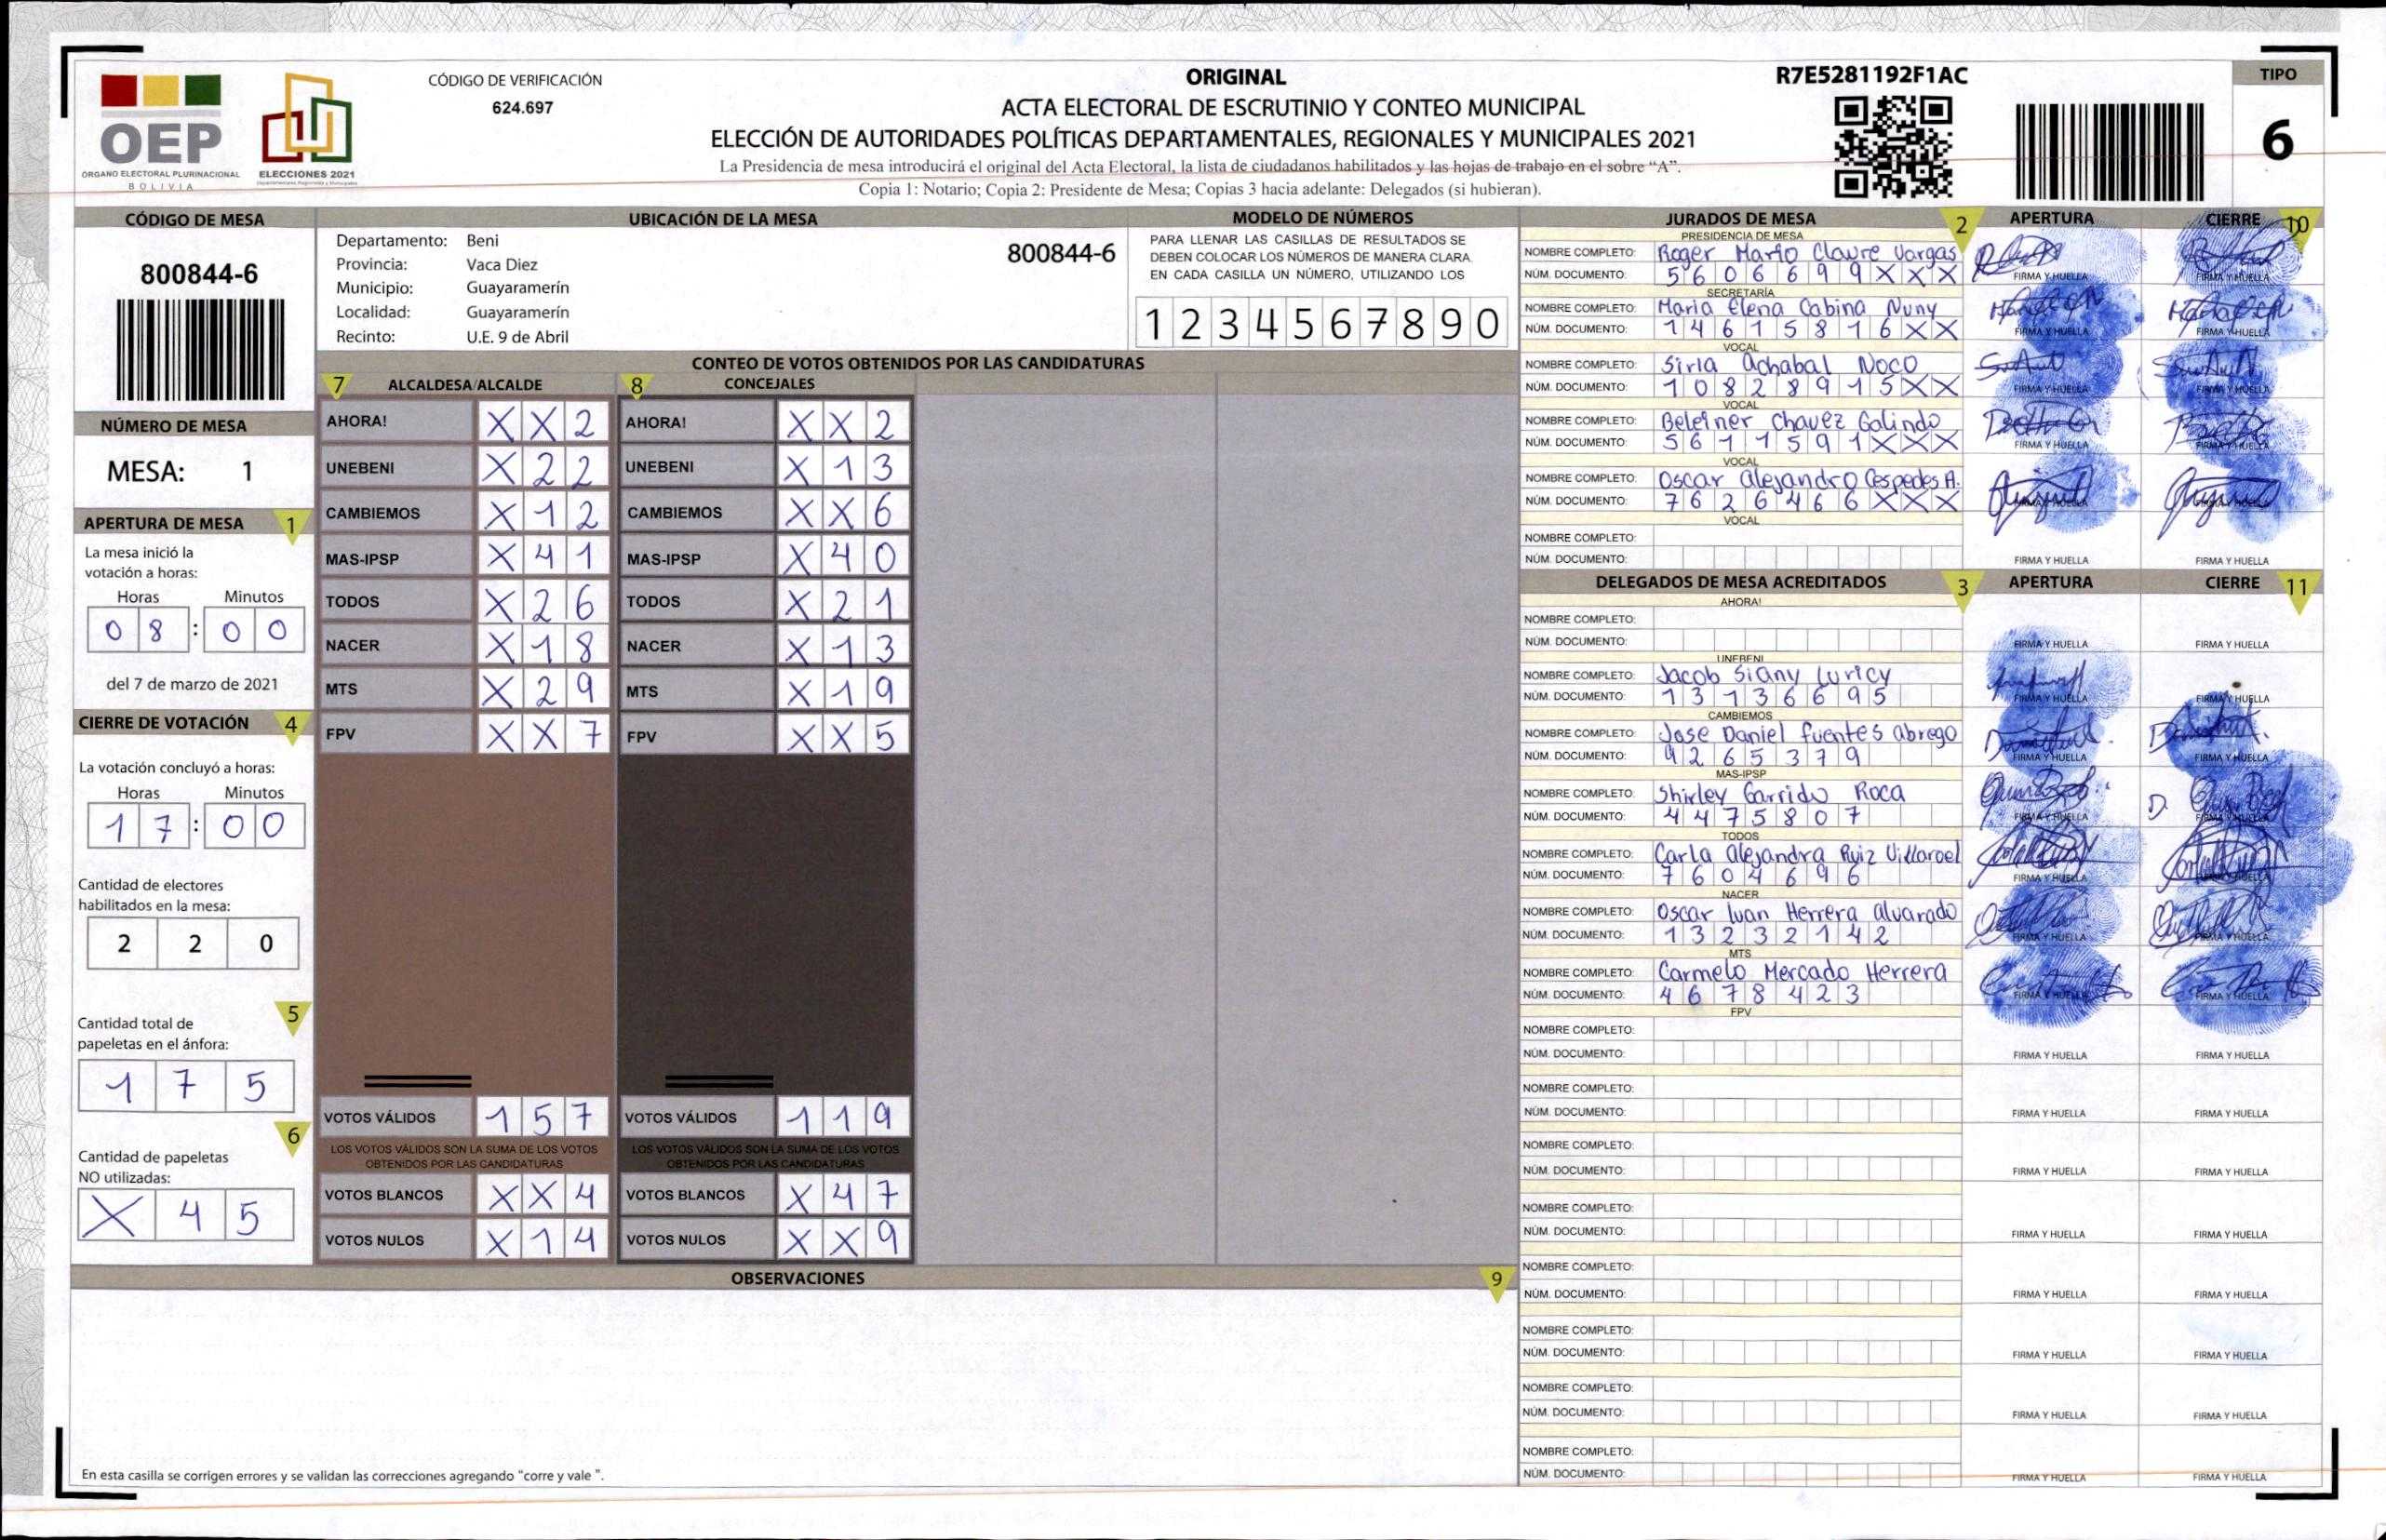 OEP
ÓRGANO ELECTORAL PLURINACIONAL
BOLIVIA
ELECCIONES 2021
CÓDIGO DE VERIFICACIÓN
624.697
ORIGINAL
ACTA ELECTORAL DE ESCRUTINIO Y CONTEO MUNICIPAL
ELECCIÓN DE AUTORIDADES POLÍTICAS DEPARTAMENTALES, REGIONALES Y MUNICIPALES 2021
La Presidencia de mesa introducirá el original del Acta Electoral, la lista de ciudadanos habilitados y las hojas de trabajo en el sobre “A”.
Copia 1: Notario; Copia 2: Presidente de Mesa; Copias 3 hacia adelante: Delegados (si hubieran).
R7E5281192F1AC
TIPO
6
CÓDIGO DE MESA
800844-6
NÚMERO DE MESA
MESA: 1
APERTURA DE MESA 1
La mesa inició la
votación a horas:
Horas Minutos
0 8 : 0 0
del 7 de marzo de 2021
CIERRE DE VOTACIÓN 4
La votación concluyó a horas:
Horas Minutos
1 7 : 0 0
Cantidad de electores
habilitados en la mesa:
2 2 0
5
Cantidad total de
papeletas en el ánfora:
1 7 5
6
Cantidad de papeletas
NO utilizadas:
X 4 5
UBICACIÓN DE LA MESA
Departamento: Beni
Provincia: Vaca Diez
Municipio: Guayaramerín
Localidad: Guayaramerín
Recinto: U.E. 9 de Abril
800844-6
MODELO DE NÚMEROS
PARA LLENAR LAS CASILLAS DE RESULTADOS SE
DEBEN COLOCAR LOS NÚMEROS DE MANERA CLARA.
EN CADA CASILLA UN NÚMERO, UTILIZANDO LOS
1 2 3 4 5 6 7 8 9 0
CONTEO DE VOTOS OBTENIDOS POR LAS CANDIDATURAS
7 ALCALDESA/ALCALDE 8 CONCEJALES
AHORA! X X 2 AHORA! X X 2
UNEBENI X 2 2 UNEBENI X 1 3
CAMBIEMOS X 1 2 CAMBIEMOS X X 6
MAS-IPSP X 4 1 MAS-IPSP X 4 0
TODOS X 2 6 TODOS X 2 1
NACER X 1 8 NACER X 1 3
MTS X 2 9 MTS X 1 9
FPV X X 7 FPV X X 5
VOTOS VÁLIDOS 1 5 7 VOTOS VÁLIDOS 1 1 9
LOS VOTOS VÁLIDOS SON LA SUMA DE LOS VOTOS LOS VOTOS VÁLIDOS SON LA SUMA DE LOS VOTOS
OBTENIDOS POR LAS CANDIDATURAS OBTENIDOS POR LAS CANDIDATURAS
VOTOS BLANCOS X X 4 VOTOS BLANCOS X 4 7
VOTOS NULOS X 1 4 VOTOS NULOS X X 9
OBSERVACIONES 9
En esta casilla se corrigen errores y se validan las correcciones agregando "corre y vale ".
JURADOS DE MESA 2 APERTURA CIERRE 10
PRESIDENCIA DE MESA
NOMBRE COMPLETO: Roger Mario Claure Vargas
NÚM. DOCUMENTO: 5 6 0 6 6 9 9 X X X FIRMA Y HUELLA FIRMA Y HUELLA
SECRETARÍA
NOMBRE COMPLETO: Maria Elena Cabina Nuny
NÚM. DOCUMENTO: 1 4 6 1 5 8 1 6 X X FIRMA Y HUELLA FIRMA Y HUELLA
VOCAL
NOMBRE COMPLETO: Sirla Achabal Noco
NÚM. DOCUMENTO: 1 0 8 2 8 9 1 5 X X FIRMA Y HUELLA FIRMA Y HUELLA
VOCAL
NOMBRE COMPLETO: Beleiner Chavez Galindo
NÚM. DOCUMENTO: 5 6 1 1 5 9 1 X X X FIRMA Y HUELLA FIRMA Y HUELLA
VOCAL
NOMBRE COMPLETO: Oscar Alejandro Cespedes A.
NÚM. DOCUMENTO: 7 6 2 6 4 6 6 X X X FIRMA Y HUELLA
VOCAL
NOMBRE COMPLETO:
NÚM. DOCUMENTO: FIRMA Y HUELLA FIRMA Y HUELLA
DELEGADOS DE MESA ACREDITADOS 3 APERTURA CIERRE 11
AHORA!
NOMBRE COMPLETO:
NÚM. DOCUMENTO: FIRMA Y HUELLA FIRMA Y HUELLA
UNEBENI
NOMBRE COMPLETO: Jacob Siany Luricy
NÚM. DOCUMENTO: 1 3 1 3 6 6 9 5 FIRMA Y HUELLA FIRMA Y HUELLA
CAMBIEMOS
NOMBRE COMPLETO: Jose Daniel fuentes abrego
NÚM. DOCUMENTO: 9 2 6 5 3 7 9 FIRMA Y HUELLA FIRMA Y HUELLA
MAS-IPSP
NOMBRE COMPLETO: Shirley Garrido Roca
NÚM. DOCUMENTO: 4 4 7 5 8 0 7 FIRMA Y HUELLA FIRMA Y HUELLA
TODOS
NOMBRE COMPLETO: Carla Alejandra Ruiz Villaroel
NÚM. DOCUMENTO: 7 6 0 4 6 9 6 FIRMA Y HUELLA FIRMA Y HUELLA
NACER
NOMBRE COMPLETO: Oscar Ivan Herrera alvarado
NÚM. DOCUMENTO: 1 3 2 3 2 1 4 2 FIRMA Y HUELLA FIRMA Y HUELLA
MTS
NOMBRE COMPLETO: Carmelo Mercado Herrera
NÚM. DOCUMENTO: 4 6 7 8 4 2 3 FIRMA Y HUELLA FIRMA Y HUELLA
FPV
NOMBRE COMPLETO:
NÚM. DOCUMENTO: FIRMA Y HUELLA FIRMA Y HUELLA
NOMBRE COMPLETO:
NÚM. DOCUMENTO: FIRMA Y HUELLA FIRMA Y HUELLA
NOMBRE COMPLETO:
NÚM. DOCUMENTO: FIRMA Y HUELLA FIRMA Y HUELLA
NOMBRE COMPLETO:
NÚM. DOCUMENTO: FIRMA Y HUELLA FIRMA Y HUELLA
NOMBRE COMPLETO:
NÚM. DOCUMENTO: FIRMA Y HUELLA FIRMA Y HUELLA
NOMBRE COMPLETO:
NÚM. DOCUMENTO: FIRMA Y HUELLA FIRMA Y HUELLA
NOMBRE COMPLETO:
NÚM. DOCUMENTO: FIRMA Y HUELLA FIRMA Y HUELLA
NOMBRE COMPLETO:
NÚM. DOCUMENTO: FIRMA Y HUELLA FIRMA Y HUELLA